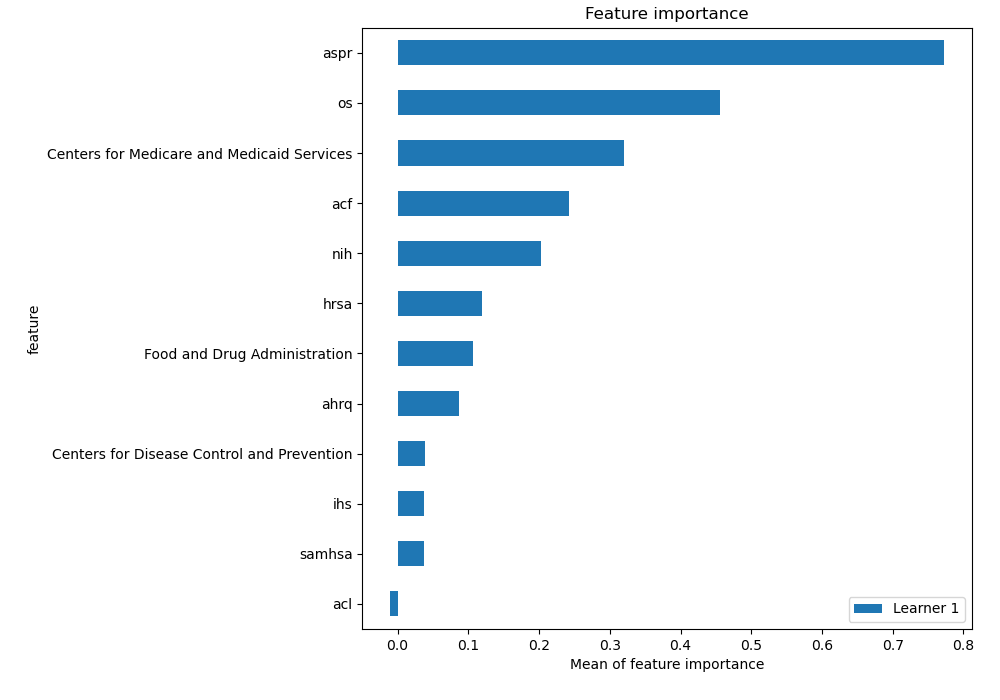 Feature importance
aspr
os
Centers for Medicare and Medicaid Services
acf
nih
hrsa
feature
Food and Drug Administration
ahrq
Centers for Disease Control and Prevention
ihs
samhsa
acl
Learner 1
0.0 0.1 0.2 0.3 0.4 0.5 0.6 0.7 0.8
Mean of feature importance